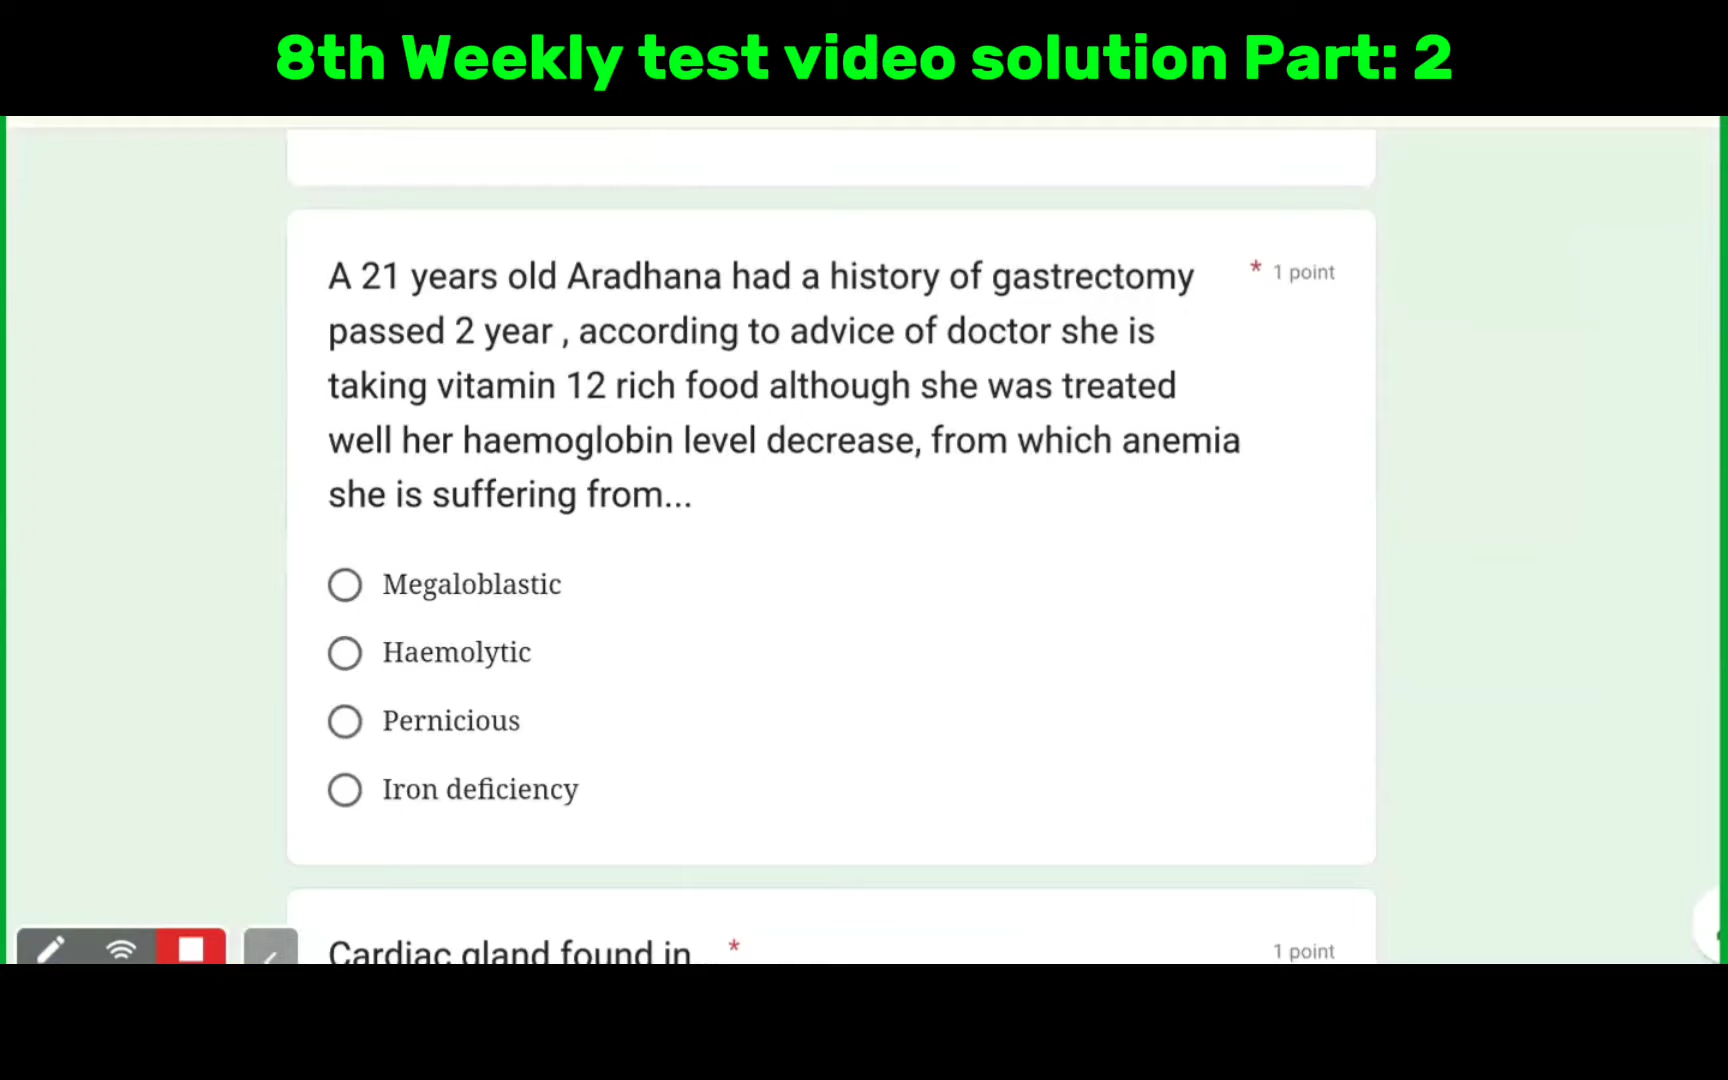 8th Weekly test video solution Part: 2
A 21 years old Aradhana had a history of gastrectomy * 1 point
passed 2 year , according to advice of doctor she is
taking vitamin 12 rich food although she was treated
well her haemoglobin level decrease, from which anemia
she is suffering from...
Megaloblastic
Haemolytic
Pernicious
Iron deficiency
Cardiac gland found in... * 1 point